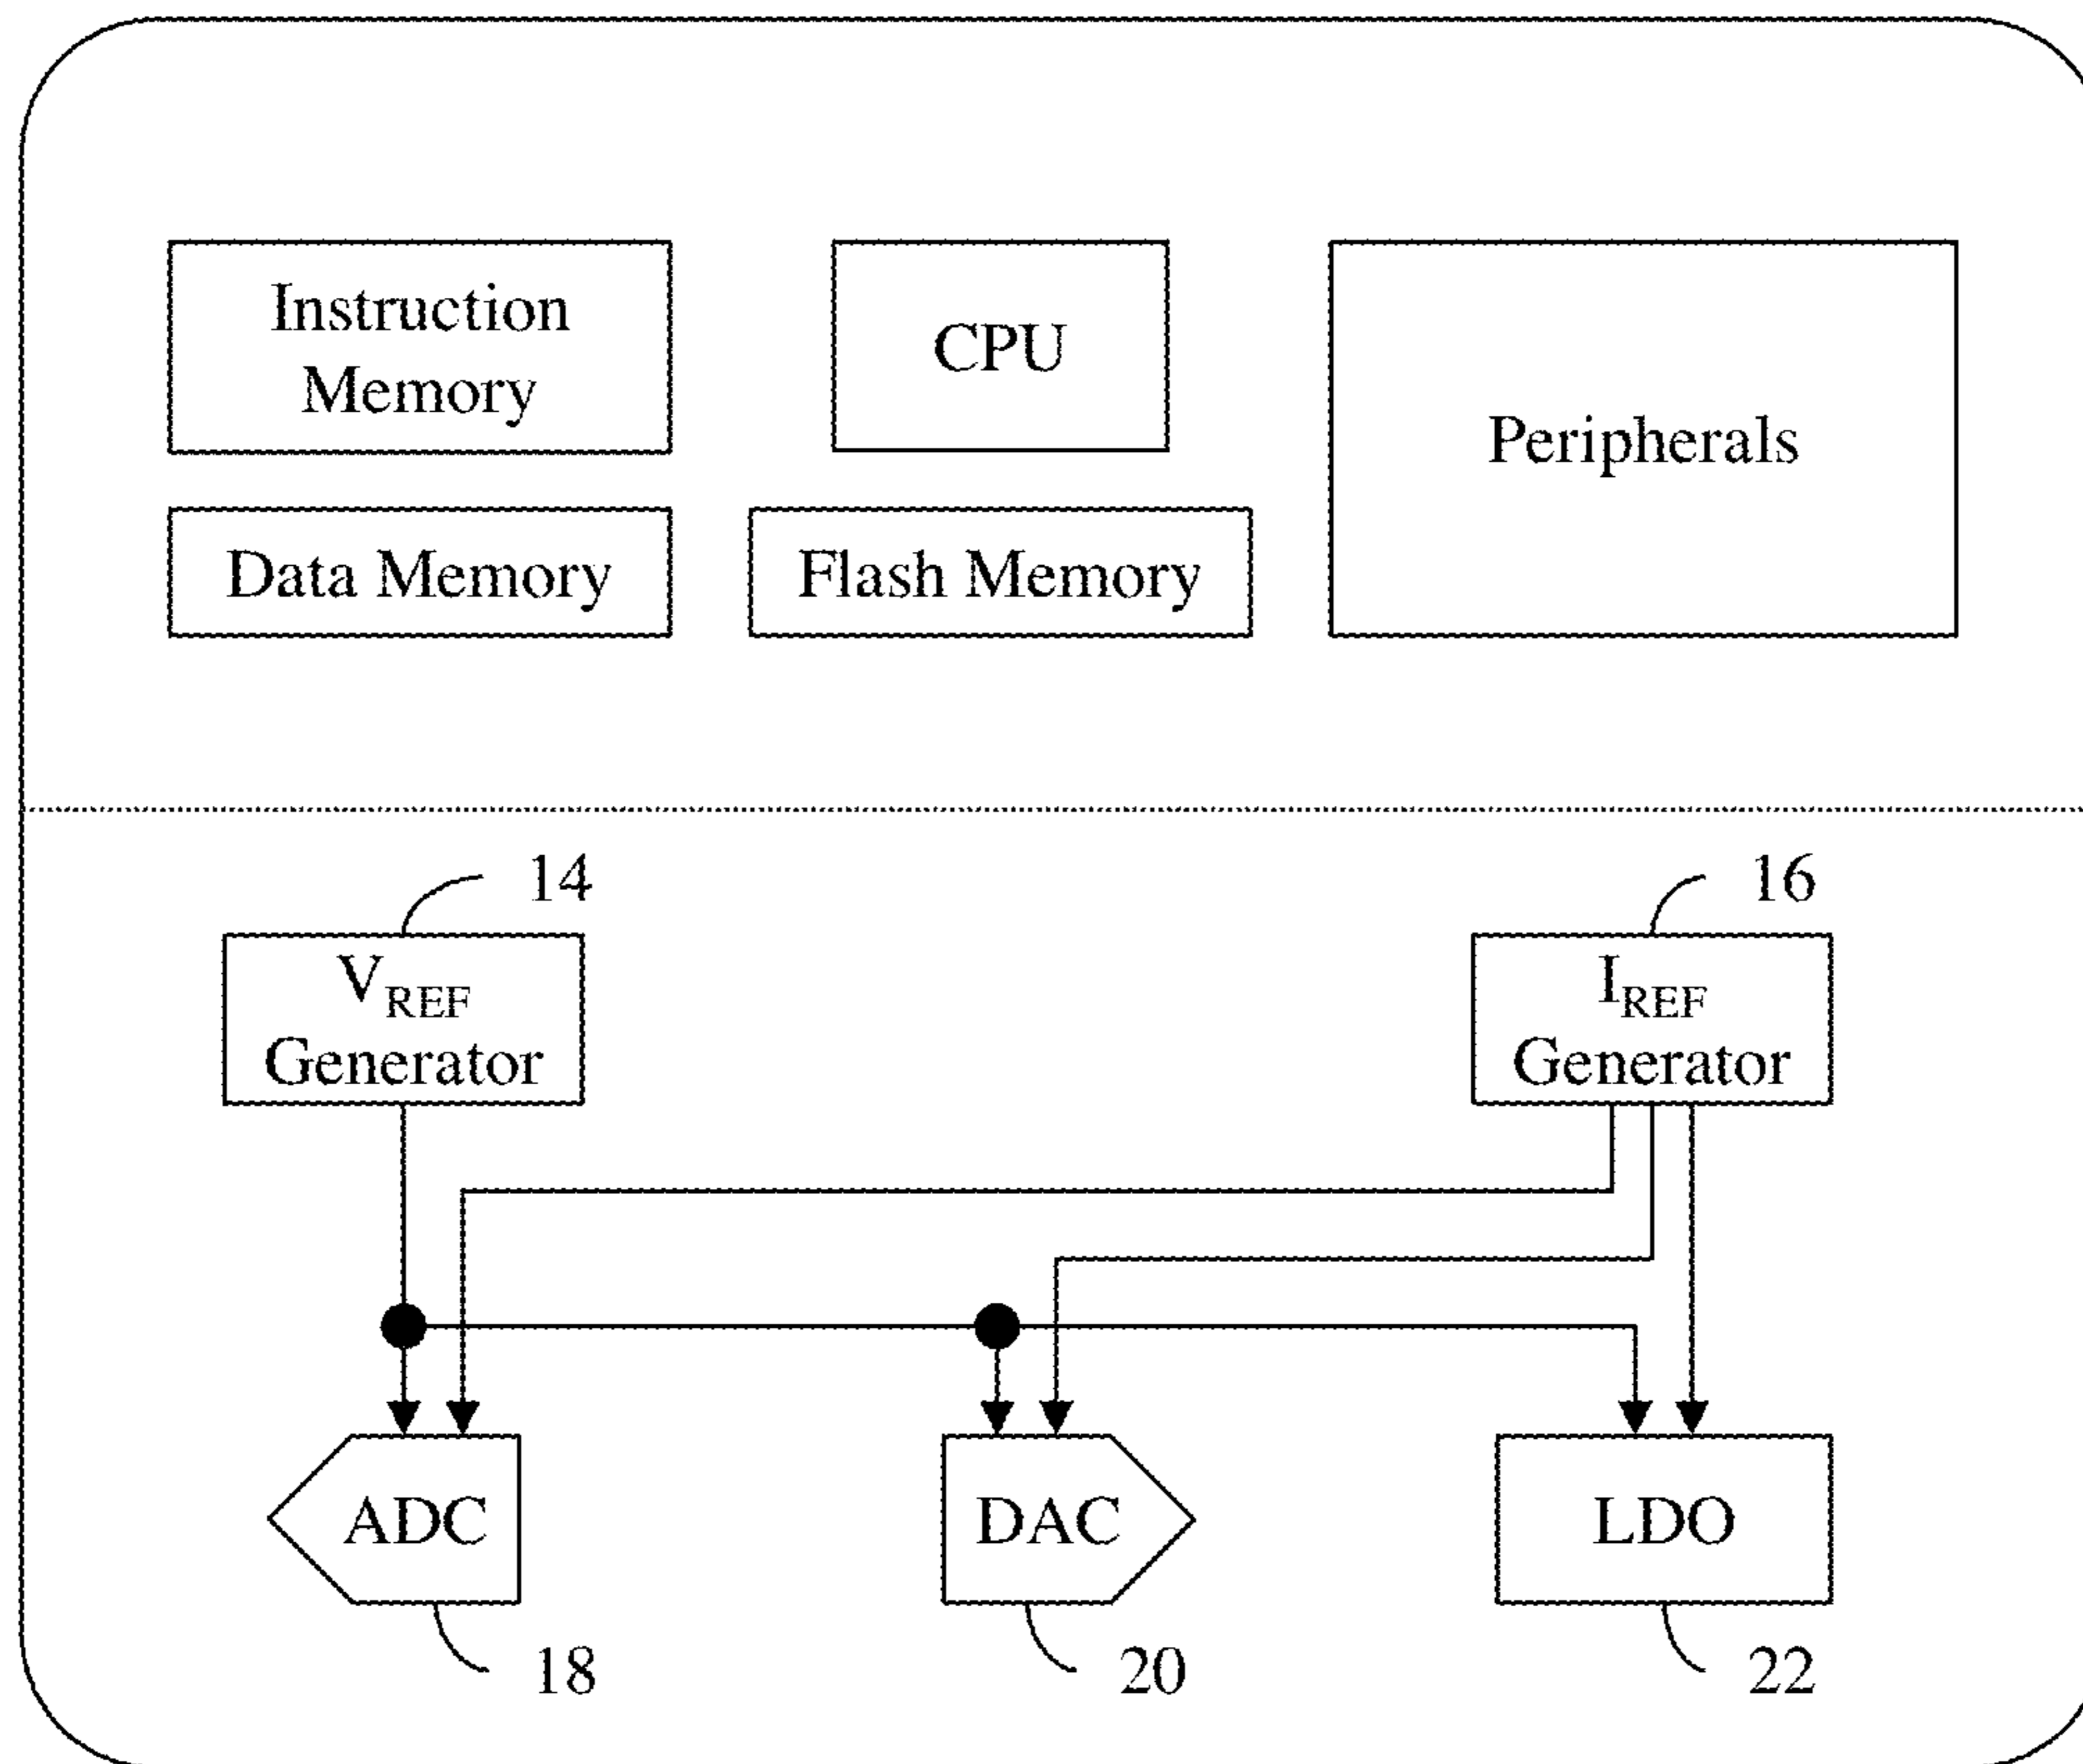 Instruction
Memory
CPU
Peripherals
Data Memory
Flash Memory
14
16
VREF
Generator
IREF
Generator
ADC
DAC
LDO
18
20
22